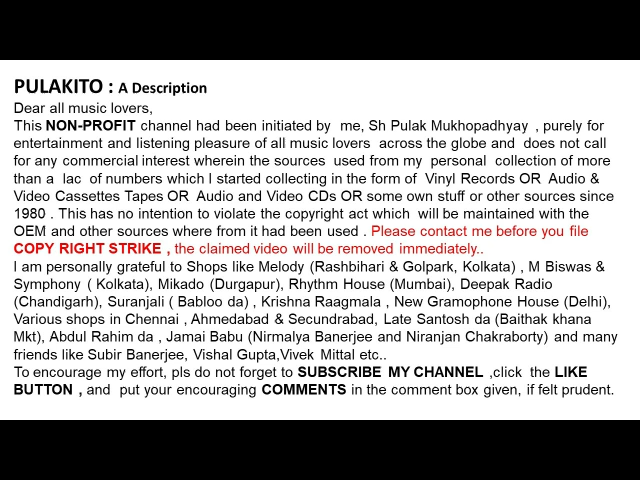 PULAKITO : A Description
Dear all music lovers,
This NON-PROFIT channel had been initiated by me, Sh Pulak Mukhopadhyay , purely for
entertainment and listening pleasure of all music lovers across the globe and does not call
for any commercial interest wherein the sources used from my personal collection of more
than a lac of numbers which I started collecting in the form of Vinyl Records OR Audio &
Video Cassettes Tapes OR Audio and Video CDs OR some own stuff or other sources since
1980 . This has no intention to violate the copyright act which will be maintained with the
OEM and other sources where from it had been used . Please contact me before you file
COPY RIGHT STRIKE , the claimed video will be removed immediately..
I am personally grateful to Shops like Melody (Rashbihari & Golpark, Kolkata) , M Biswas &
Symphony ( Kolkata), Mikado (Durgapur), Rhythm House (Mumbai), Deepak Radio
(Chandigarh), Suranjali ( Babloo da) , Krishna Raagmala , New Gramophone House (Delhi),
Various shops in Chennai , Ahmedabad & Secundrabad, Late Santosh da (Baithak khana
Mkt), Abdul Rahim da , Jamai Babu (Nirmalya Banerjee and Niranjan Chakraborty) and many
friends like Subir Banerjee, Vishal Gupta,Vivek Mittal etc..
To encourage my effort, pls do not forget to SUBSCRIBE MY CHANNEL ,click the LIKE
BUTTON , and put your encouraging COMMENTS in the comment box given, if felt prudent.